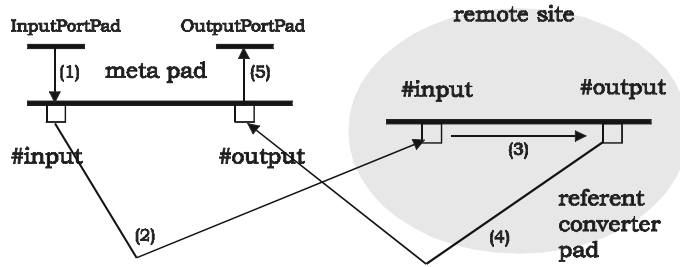 InputPortPad
OutputPortPad
remote site
(1)
meta pad
(5)
#input
#output
#input
#output
(3)
(2)
(4)
referent
converter
pad